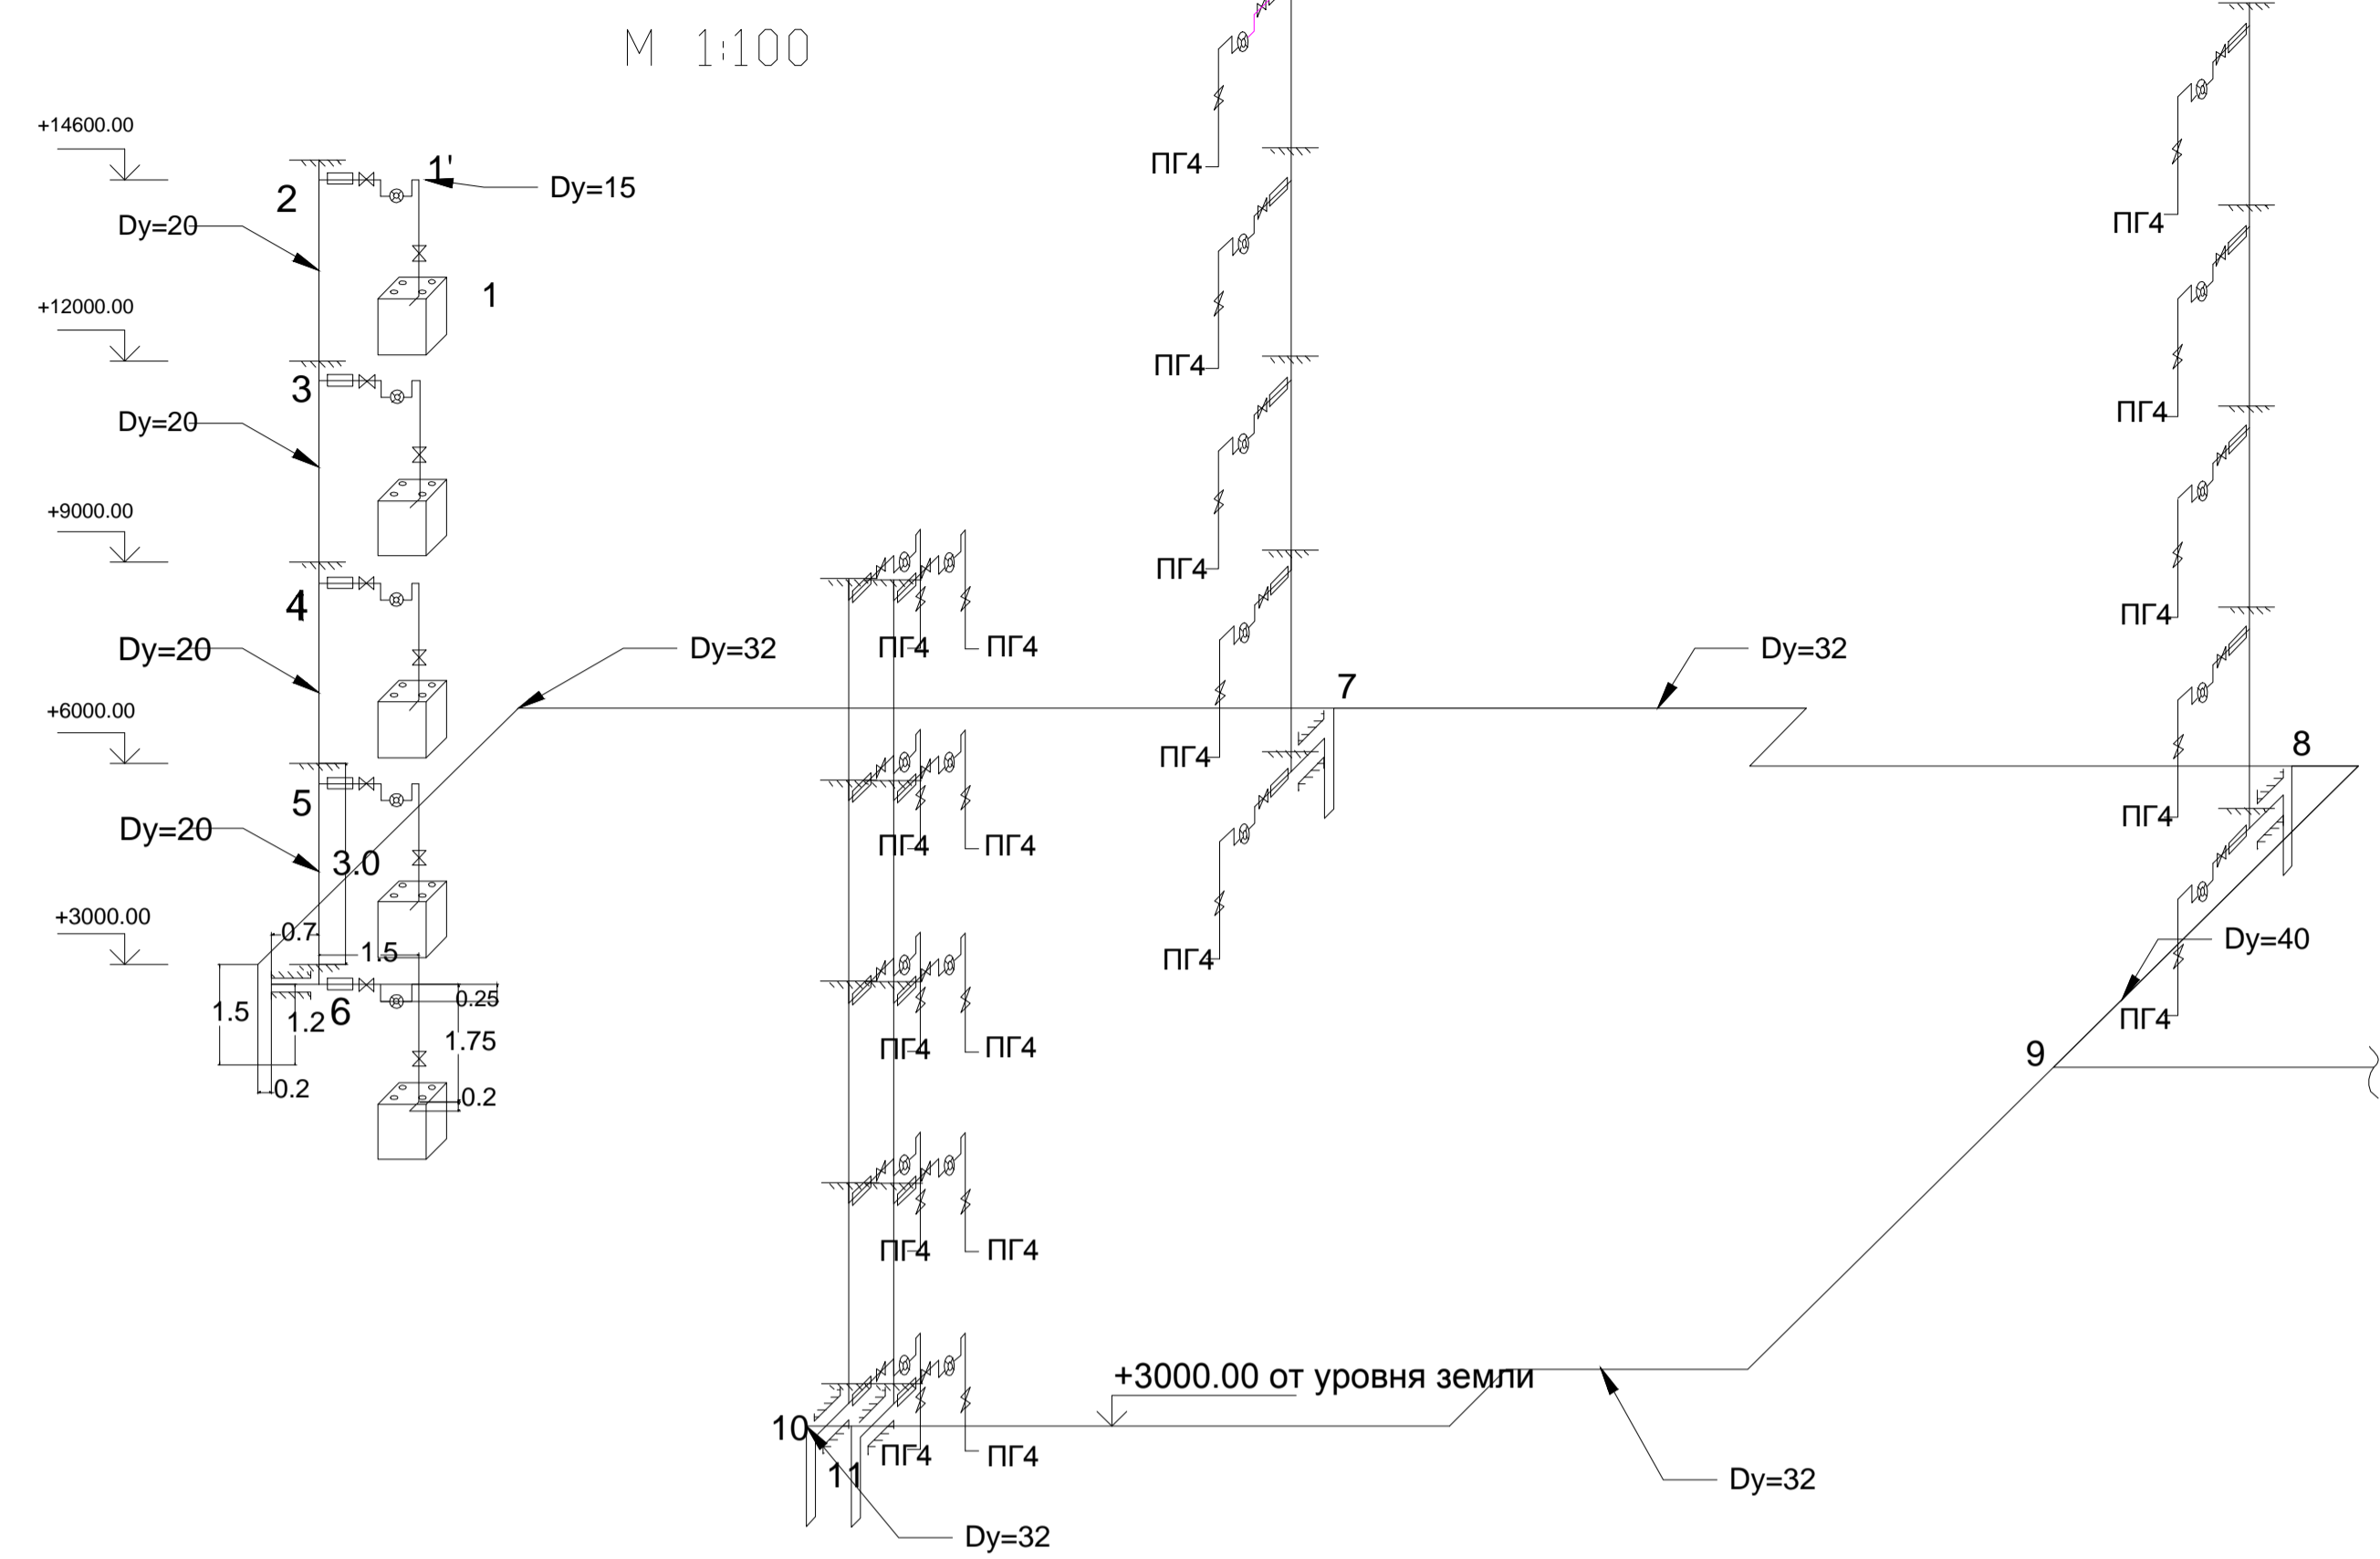 М 1:100
+14600.00
1'
Dy=15
2
Dy=20
+12000.00
1
3
Dy=20
+9000.00
4
Dy=20
+6000.00
5
Dy=20
3.0
+3000.00
0.7
1.5
1.5
1.2
6
0.25
1.75
0.2
0.2
Dy=32
ПГ4
ПГ4
ПГ4
ПГ4
ПГ4
ПГ4
ПГ4
ПГ4
ПГ4
ПГ4
10
11
Dy=32
+3000.00 от уровня земли
Dy=32
ПГ4
ПГ4
ПГ4
ПГ4
ПГ4
7
Dy=32
ПГ4
ПГ4
ПГ4
ПГ4
ПГ4
8
Dy=40
9